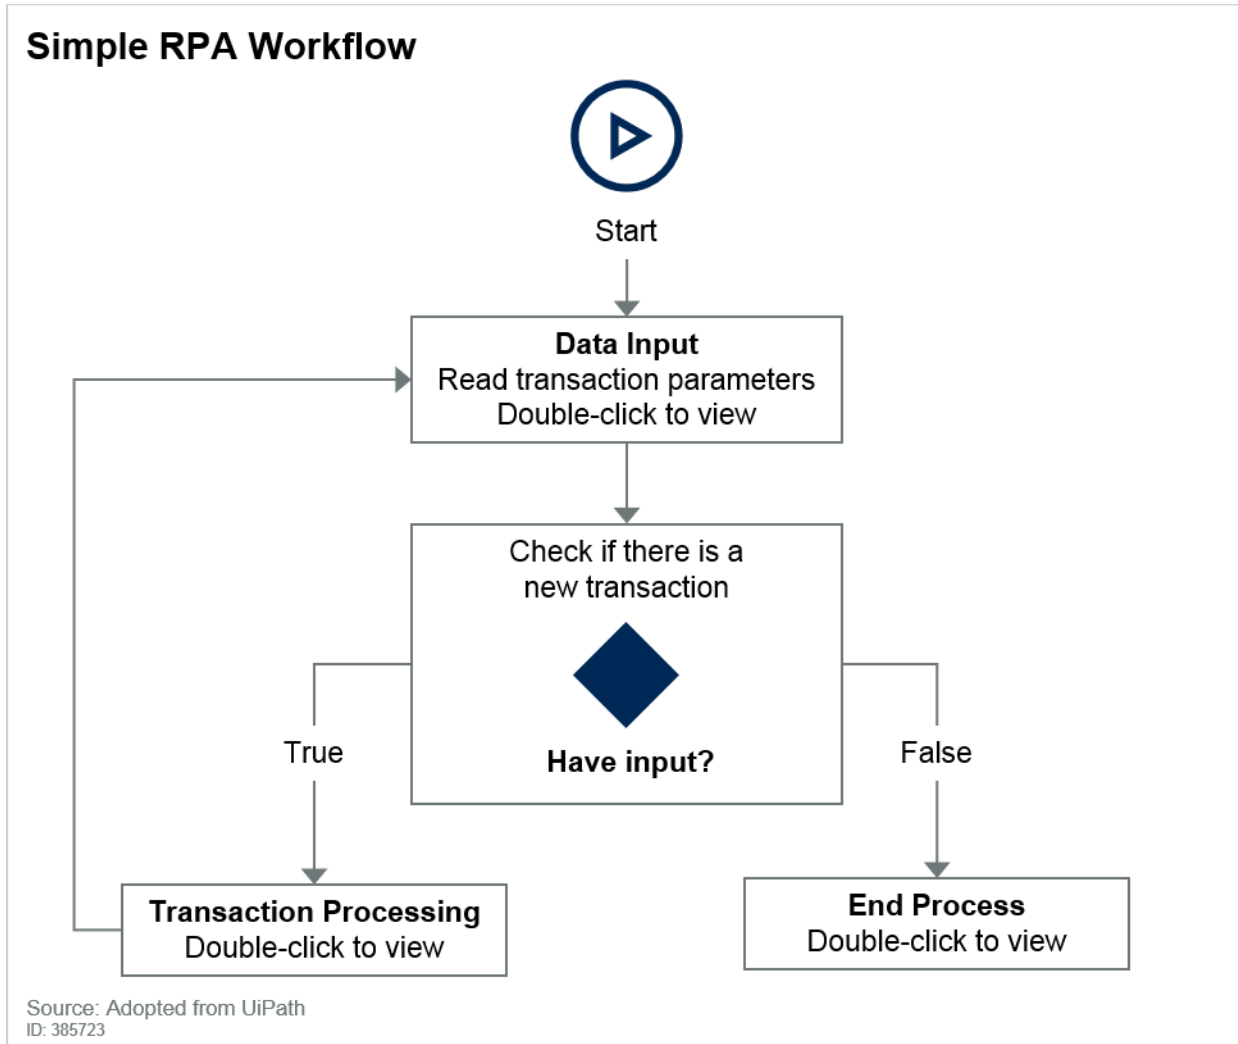 Simple RPA Workflow
Start
Data Input
Read transaction parameters
Double-click to view
Check if there is a
new transaction
Have input?
True
False
Transaction Processing
Double-click to view
End Process
Double-click to view
Source: Adopted from UiPath
ID: 385723